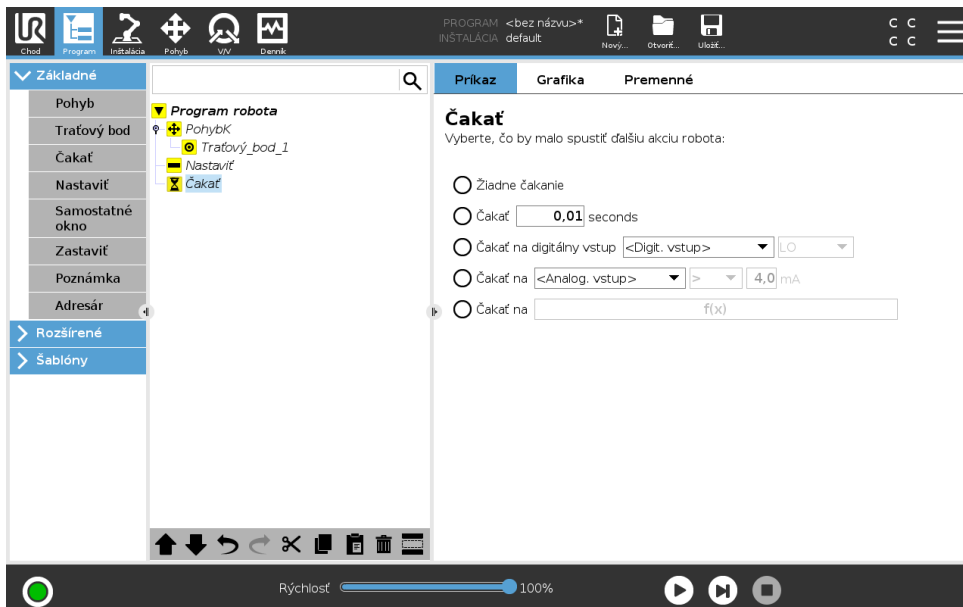 PROGRAM <bez názvu>*
INŠTALÁCIA default
Chod Program Inštalácia Pohyb V/V Denník
Nový... Otvoriť... Uložiť...
C C
C C
Základné
Pohyb
Traťový bod
Čakať
Nastaviť
Samostatné
okno
Zastaviť
Poznámka
Adresár
Rozšírené
Šablóny
Program robota
PohybK
Traťový_bod_1
Nastaviť
Čakať
Príkaz Grafika Premenné
Čakať
Vyberte, čo by malo spustiť ďalšiu akciu robota:
Žiadne čakanie
Čakať 0,01 seconds
Čakať na digitálny vstup <Digit. vstup> LO
Čakať na <Analog. vstup> > 4,0 mA
Čakať na f(x)
Rýchlosť 100%